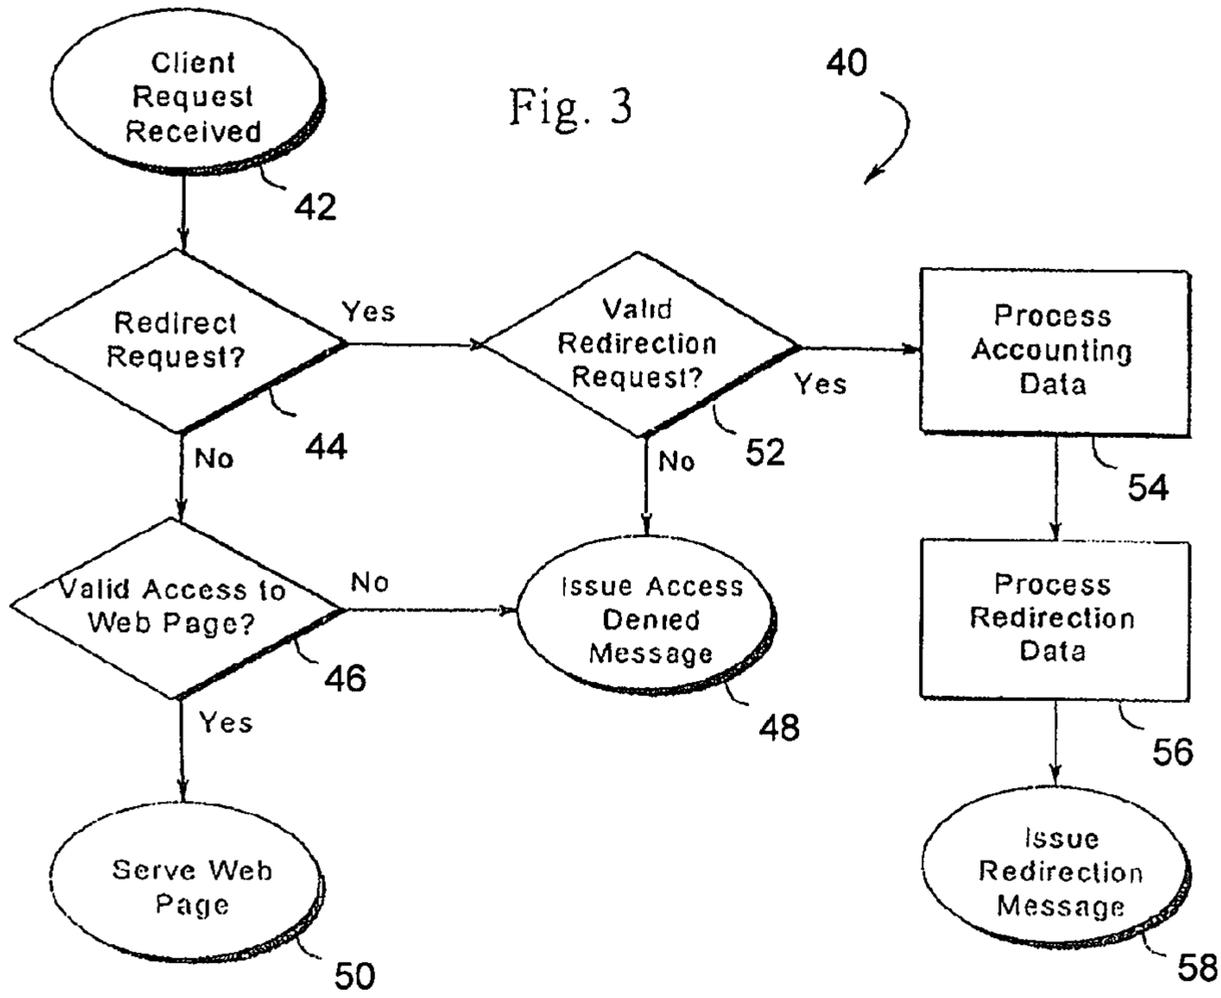 Client
Request
Received
42
Fig. 3
40
Redirect
Request?
44
Yes
No
Valid
Redirection
Request?
52
Yes
No
Process
Accounting
Data
54
Valid Access to
Web Page?
46
No
Yes
Issue Access
Denied
Message
48
Process
Redirection
Data
56
Serve Web
Page
50
Issue
Redirection
Message
58